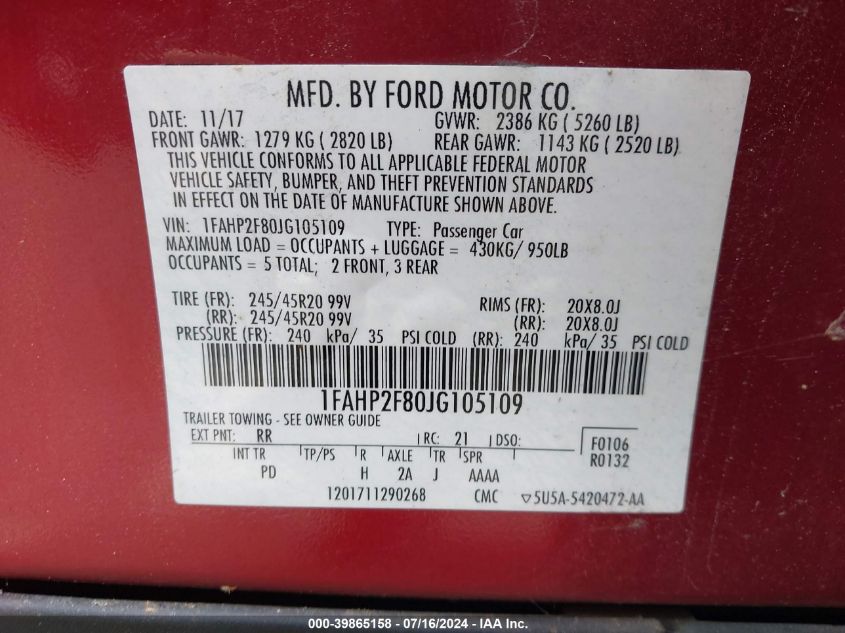 MFD. BY FORD MOTOR CO.
DATE: 11/17 GVWR: 2386 KG ( 5260 LB)
FRONT GAWR: 1279 KG ( 2820 LB) REAR GAWR: 1143 KG ( 2520 LB)
THIS VEHICLE CONFORMS TO ALL APPLICABLE FEDERAL MOTOR
VEHICLE SAFETY, BUMPER, AND THEFT PREVENTION STANDARDS
IN EFFECT ON THE DATE OF MANUFACTURE SHOWN ABOVE.
VIN: 1FAHP2F80JG105109 TYPE: Passenger Car
MAXIMUM LOAD = OCCUPANTS + LUGGAGE = 430KG/ 950LB
OCCUPANTS = 5 TOTAL; 2 FRONT, 3 REAR
TIRE (FR): 245/45R20 99V RIMS (FR): 20X8.0J
(RR): 245/45R20 99V (RR): 20X8.0J
PRESSURE (FR): 240 kPa/ 35 PSI COLD (RR): 240 kPa/ 35 PSI COLD
1FAHP2F80JG105109
TRAILER TOWING - SEE OWNER GUIDE
EXT PNT: RR RC: 21 DSO: F0106
INT TR TP/PS R AXLE TR SPR R0132
PD H 2A J AAAA
1201711290268 CMC ▽5U5A-5420472-AA
000-39865158 - 07/16/2024 - IAA Inc.